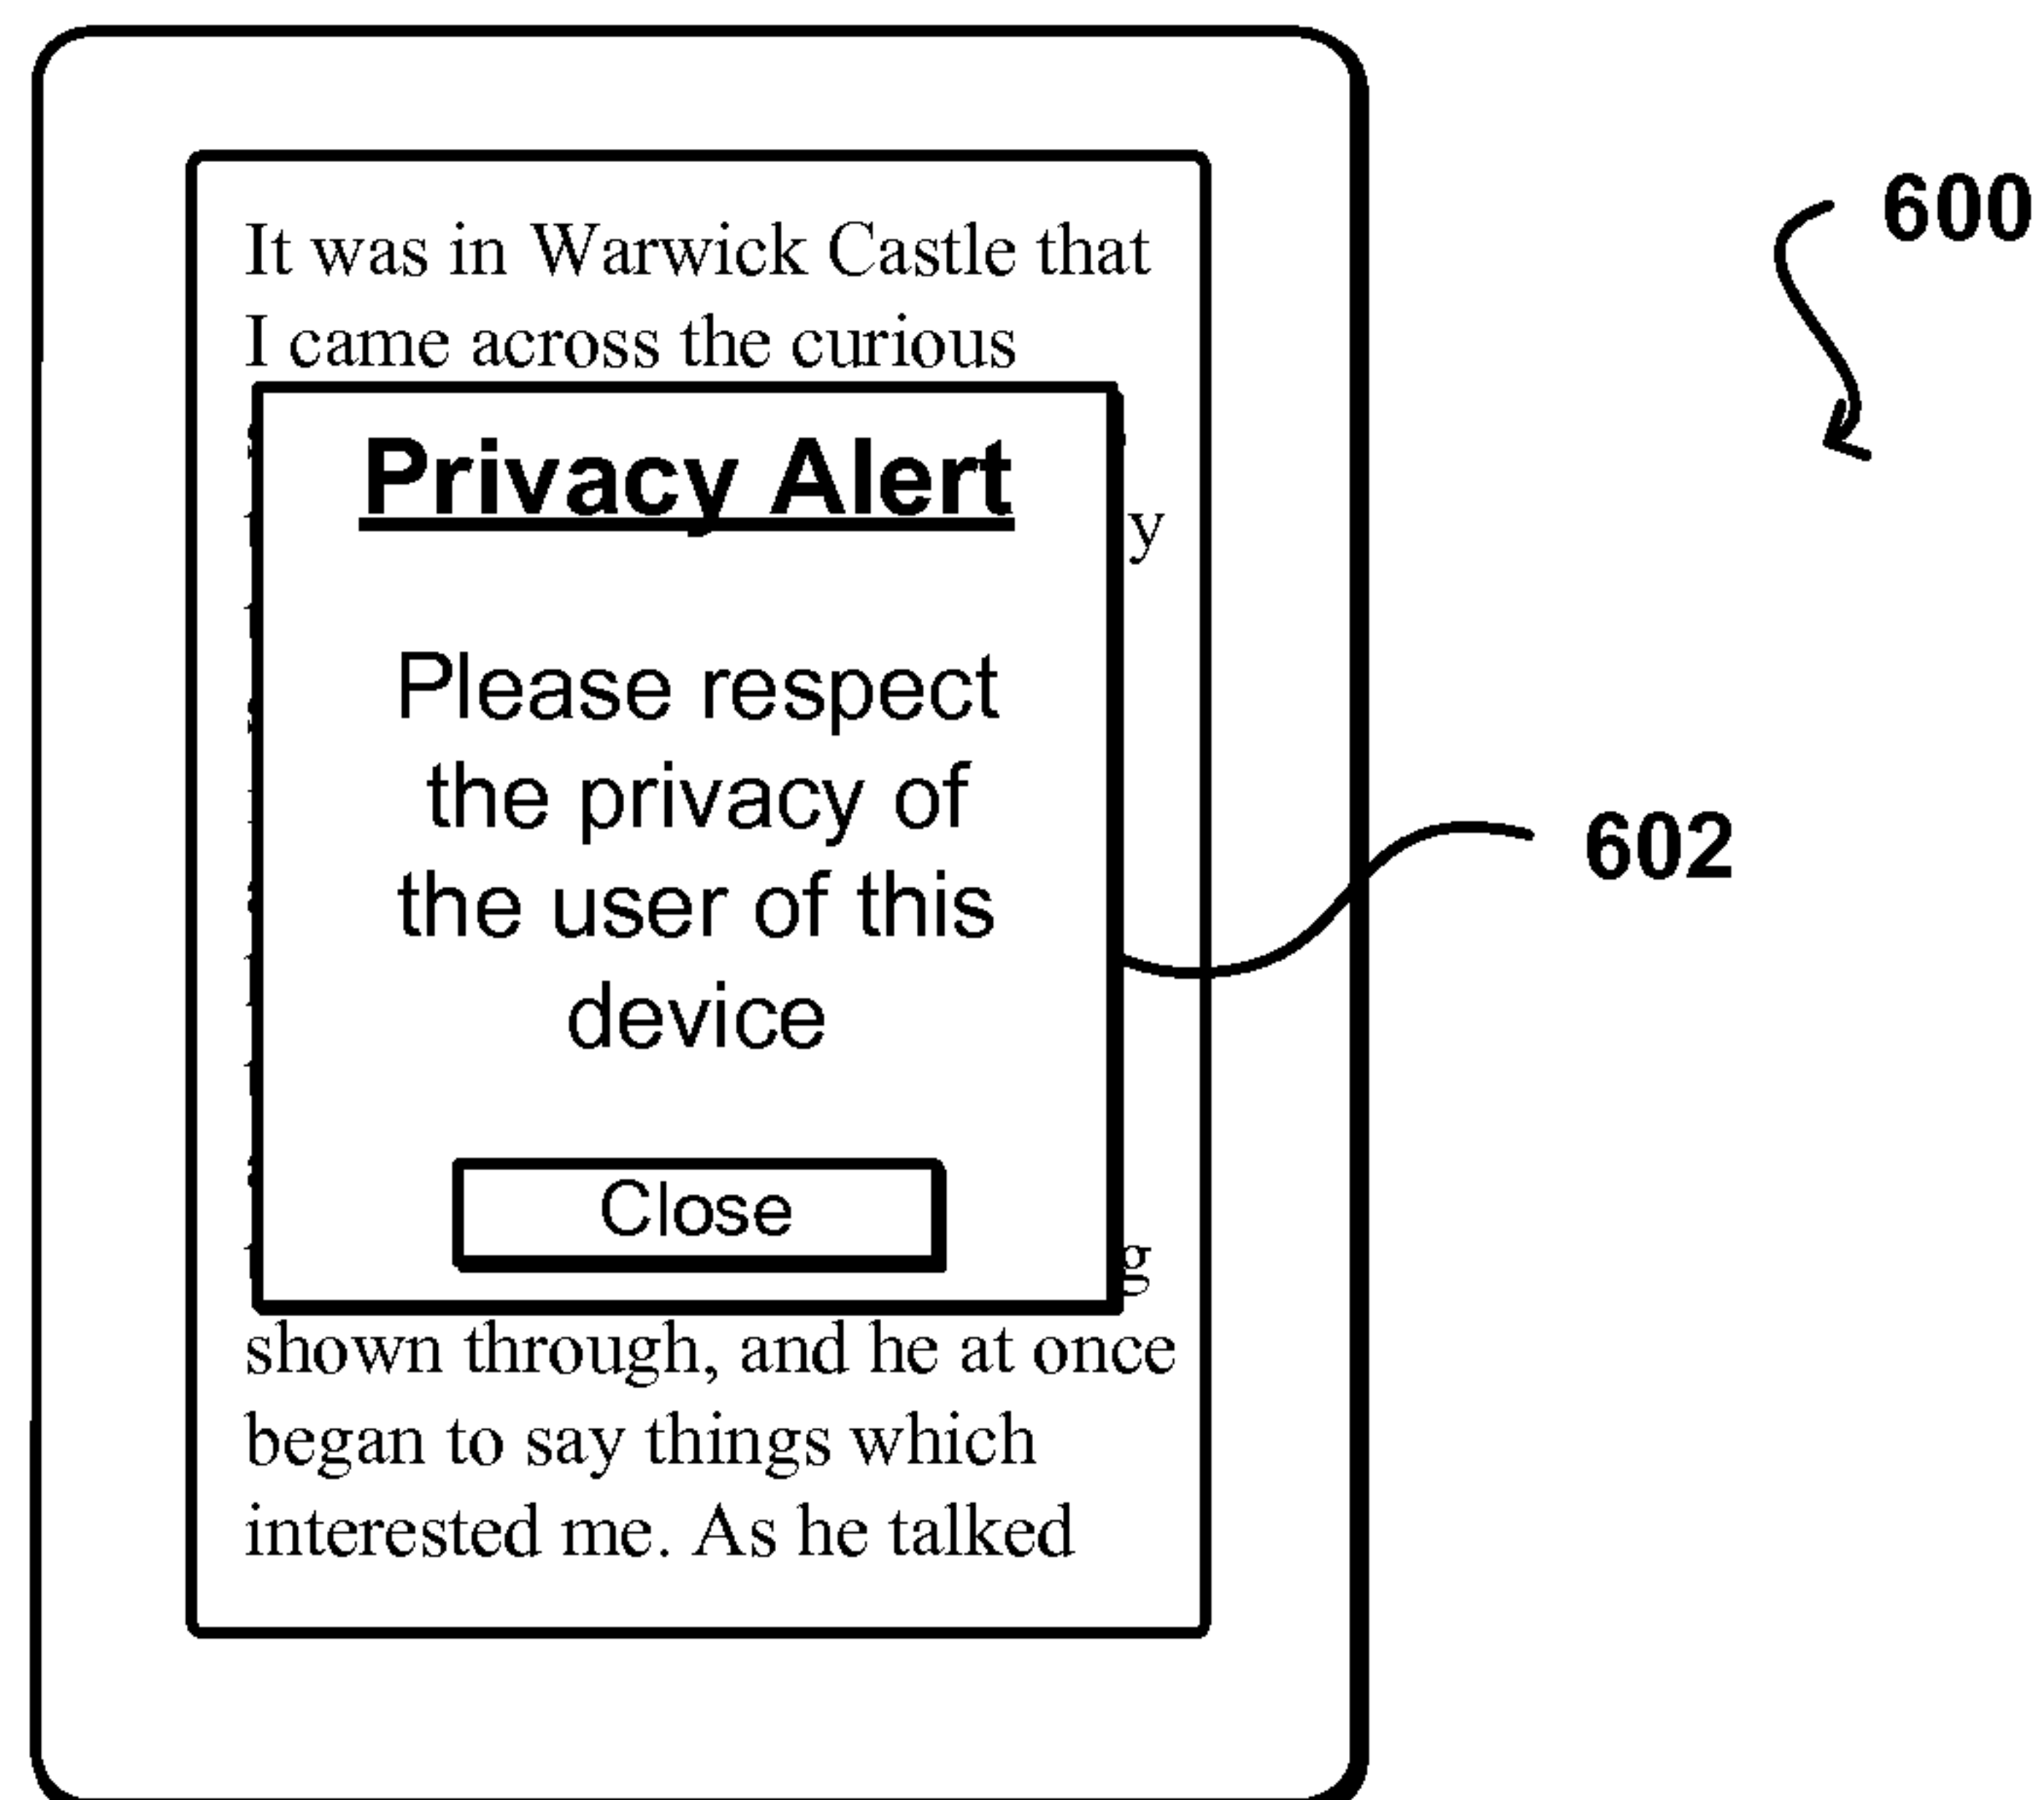 It was in Warwick Castle that
I came across the curious
Privacy Alert
y
Please respect
the privacy of
the user of this
device
Close
g
shown through, and he at once
began to say things which
interested me. As he talked
600
602